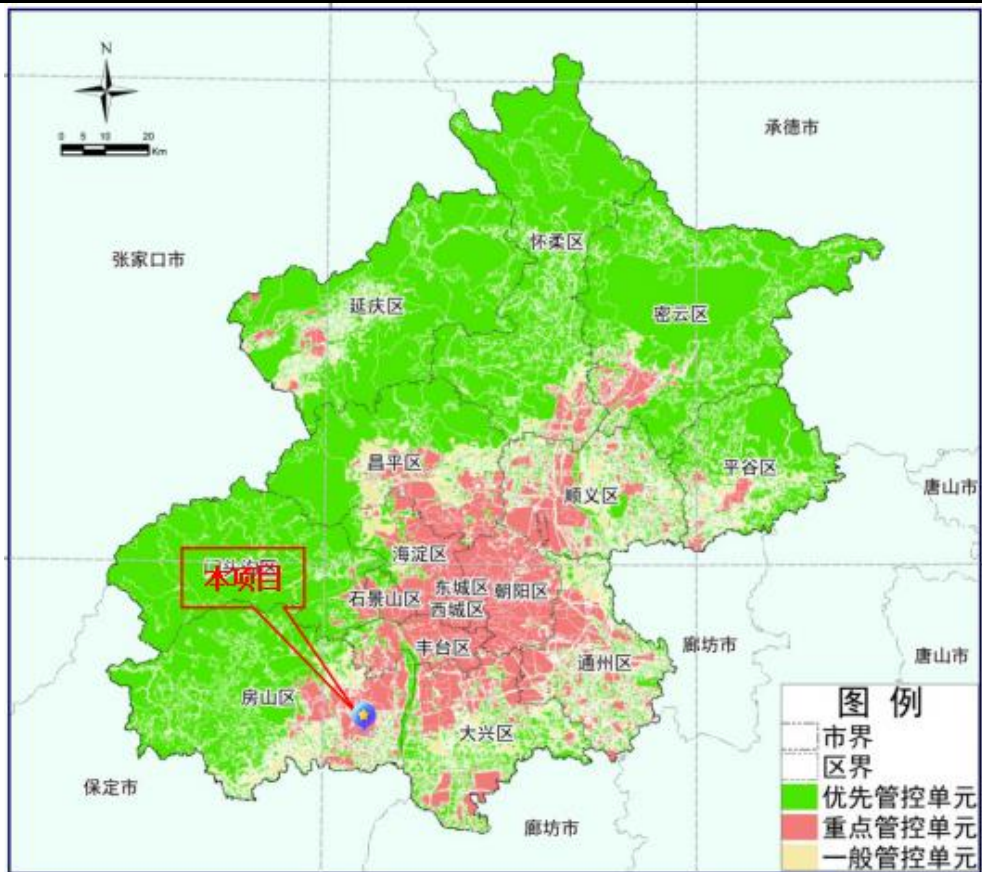 N
0 5 10 20
Km
承德市
怀柔区
张家口市
延庆区
密云区
昌平区
平谷区
唐山市
顺义区
海淀区
本项目
东城区
朝阳区
石景山区
西城区
丰台区
廊坊市
通州区
唐山市
房山区
大兴区
保定市
廊坊市
图 例
市界
区界
优先管控单元
重点管控单元
一般管控单元